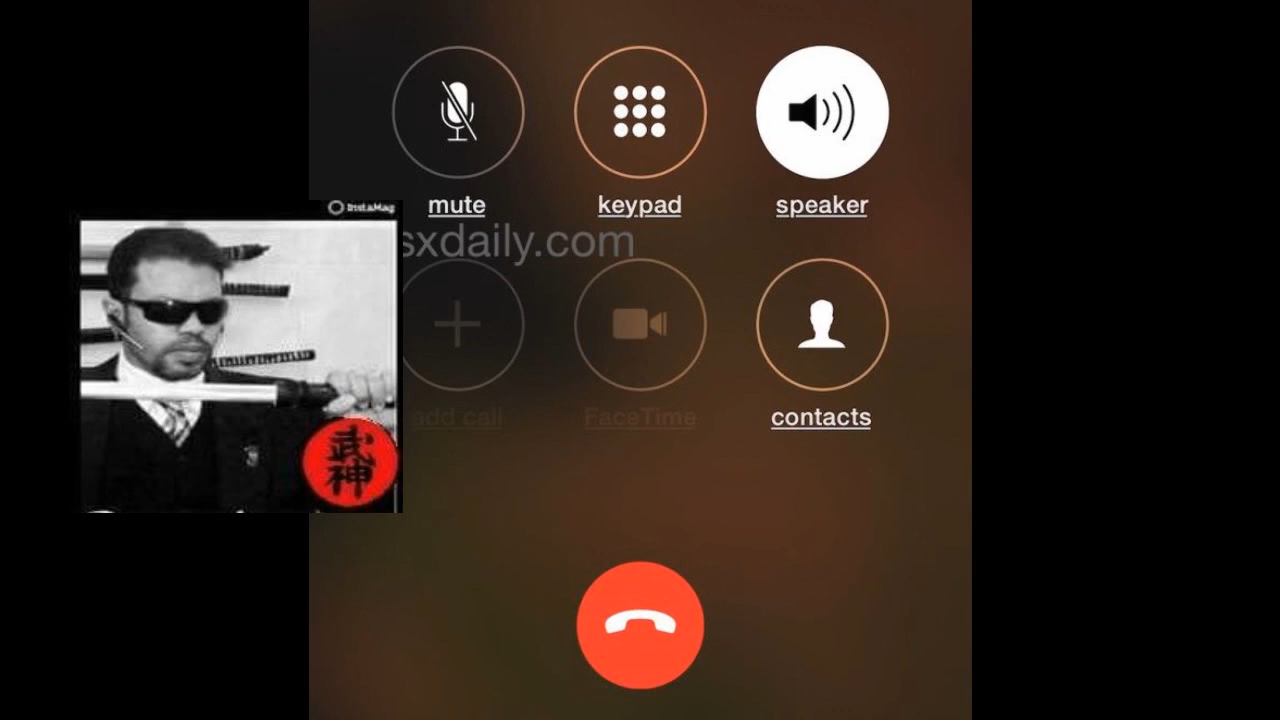 mute
keypad
speaker
InstaMag
sxdaily.com
add call
FaceTime
contacts
武
神